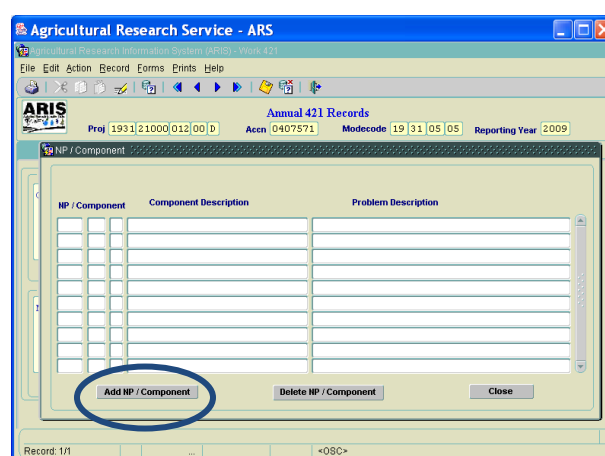 Agricultural Research Service - ARS
Agricultural Research Information System (ARIS) - Work 421
File Edit Action Record Forms Prints Help
ARIS
Annual 421 Records
Proj 1931 21000 012 00 D Accn 0407571 Modecode 19 31 05 05 Reporting Year 2009
NP / Component
NP / Component Component Description Problem Description
Add NP / Component Delete NP / Component Close
Record: 1/1 ... <OSC>